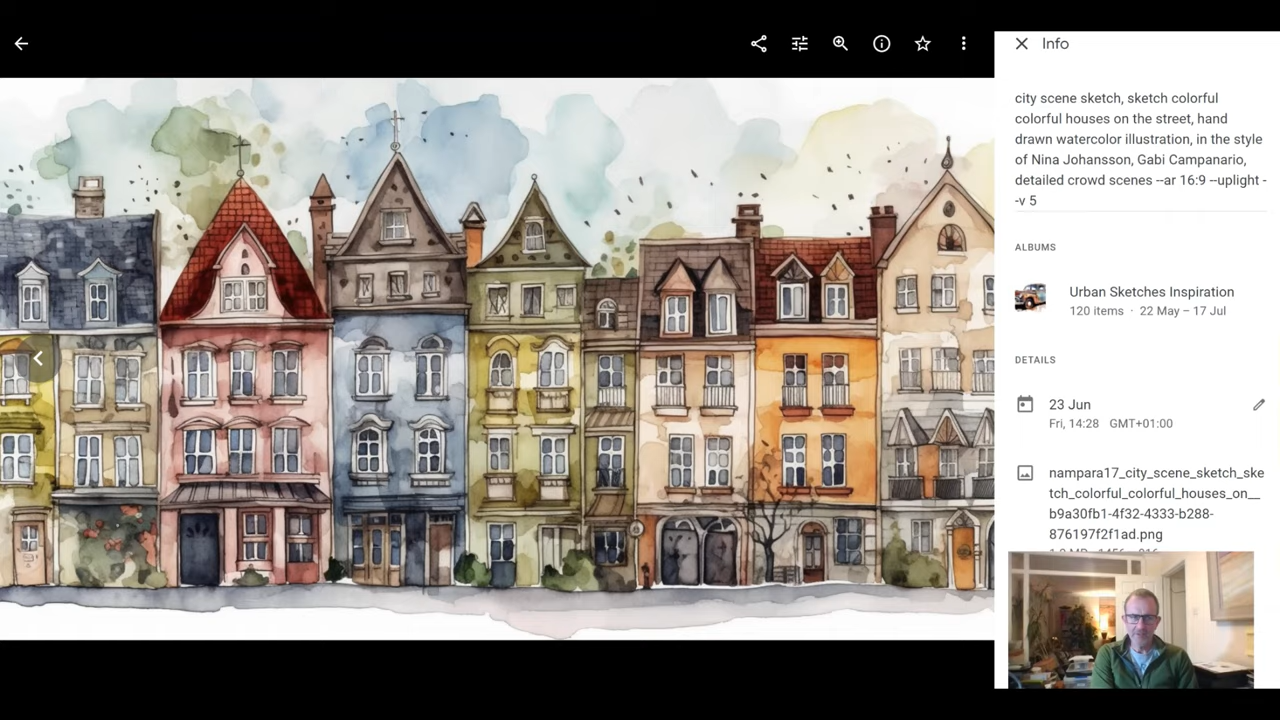 Info
city scene sketch, sketch colorful
colorful houses on the street, hand
drawn watercolor illustration, in the style
of Nina Johansson, Gabi Campanario,
detailed crowd scenes --ar 16:9 --uplight -
-v 5
ALBUMS
Urban Sketches Inspiration
120 items · 22 May – 17 Jul
DETAILS
23 Jun
Fri, 14:28 GMT+01:00
nampara17_city_scene_sketch_ske
tch_colorful_colorful_houses_on__
b9a30fb1-4f32-4333-b288-
876197f2f1ad.png